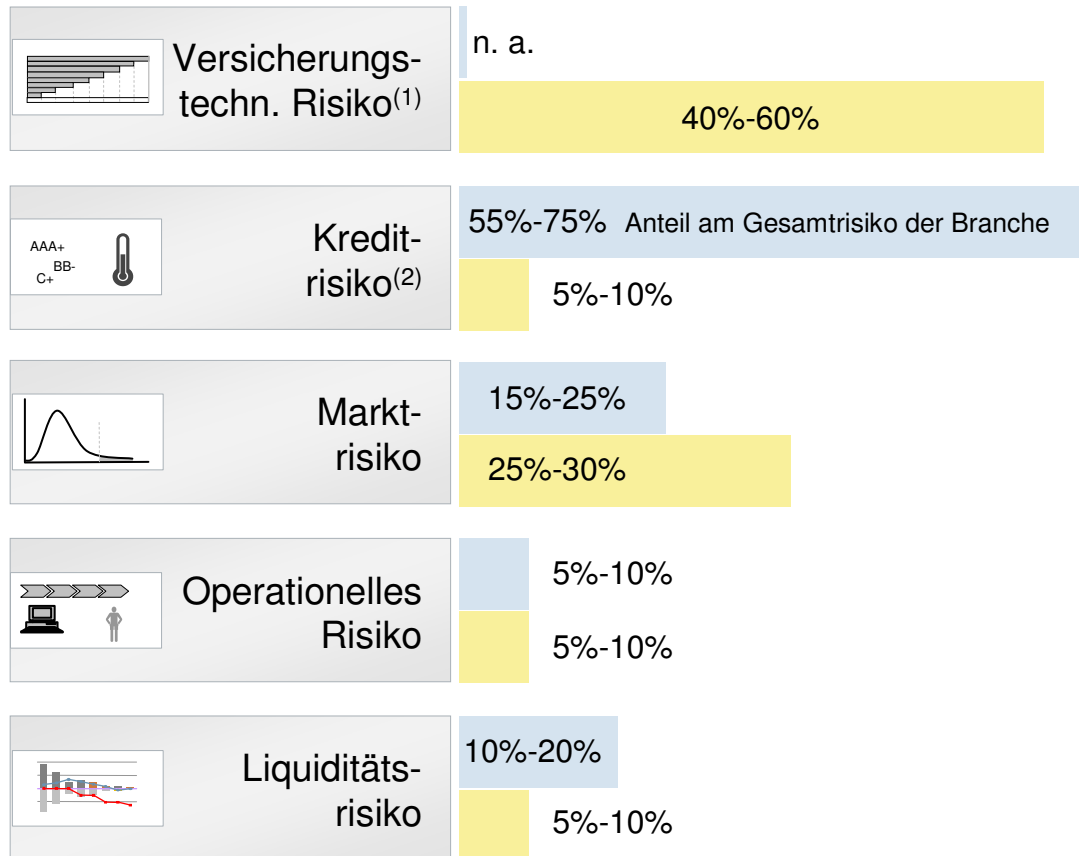 Versicherungs-
techn. Risiko(1)
n. a.
40%-60%
AAA+
BB-
C+
Kredit-
risiko(2)
55%-75% Anteil am Gesamtrisiko der Branche
5%-10%
Markt-
risiko
15%-25%
25%-30%
Operationelles
Risiko
5%-10%
5%-10%
Liquiditäts-
risiko
10%-20%
5%-10%